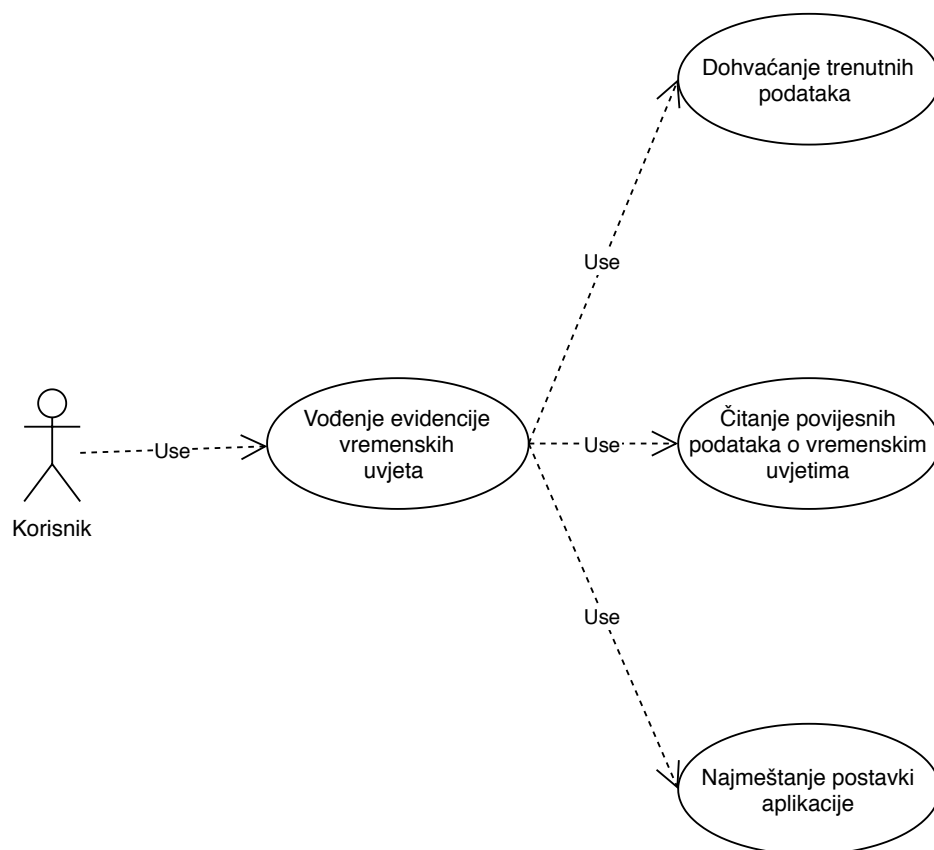 Dohvaćanje trenutnih
podataka
Use
Korisnik
Use
Vođenje evidencije
vremenskih
uvjeta
Use
Čitanje povijesnih
podataka o vremenskim
uvjetima
Use
Najmeštanje postavki
aplikacije